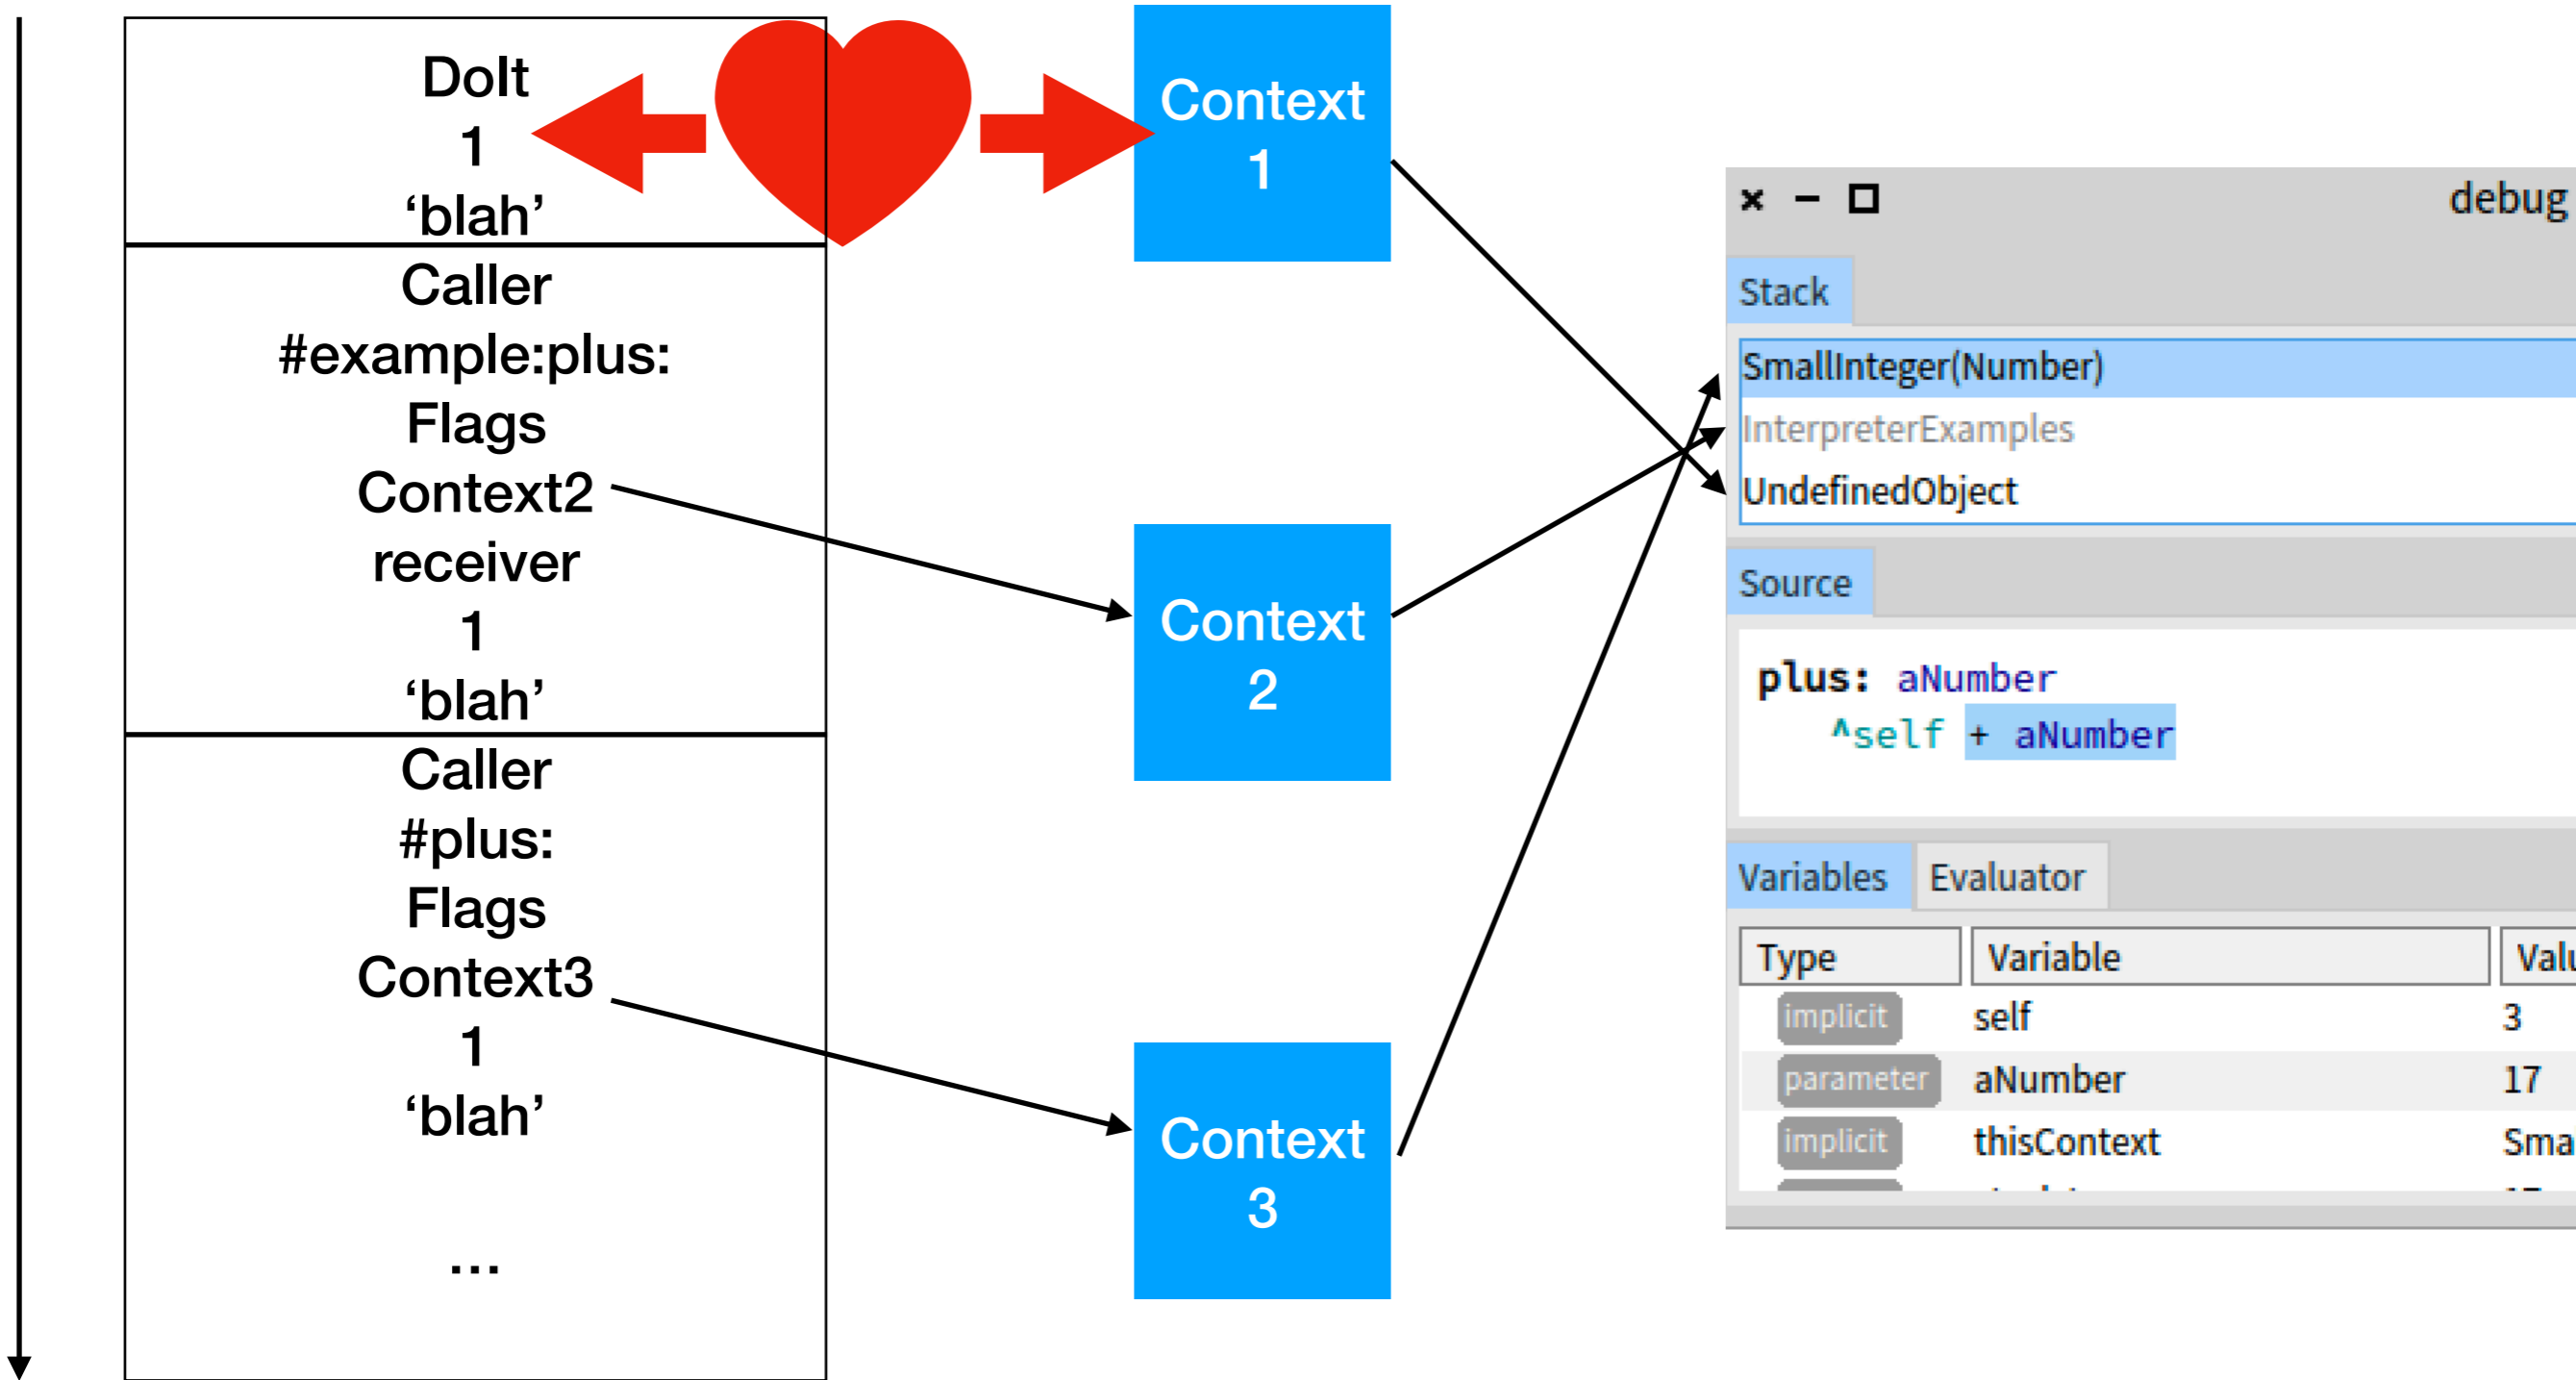 DoIt
1
‘blah’
Caller
#example:plus:
Flags
Context2
receiver
1
‘blah’
Caller
#plus:
Flags
Context3
1
‘blah’
...
Context
1
Context
2
Context
3
debug
Stack
SmallInteger(Number)
InterpreterExamples
UndefinedObject
Source
plus: aNumber
^self + aNumber
Variables Evaluator
Type Variable
implicit self 3
parameter aNumber 17
implicit thisContext